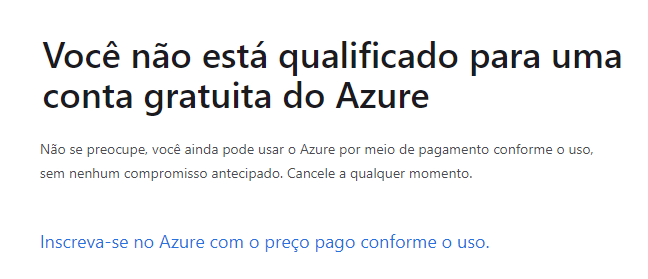 Você não está qualificado para uma
conta gratuita do Azure
Não se preocupe, você ainda pode usar o Azure por meio de pagamento conforme o uso,
sem nenhum compromisso antecipado. Cancele a qualquer momento.
Inscreva-se no Azure com o preço pago conforme o uso.